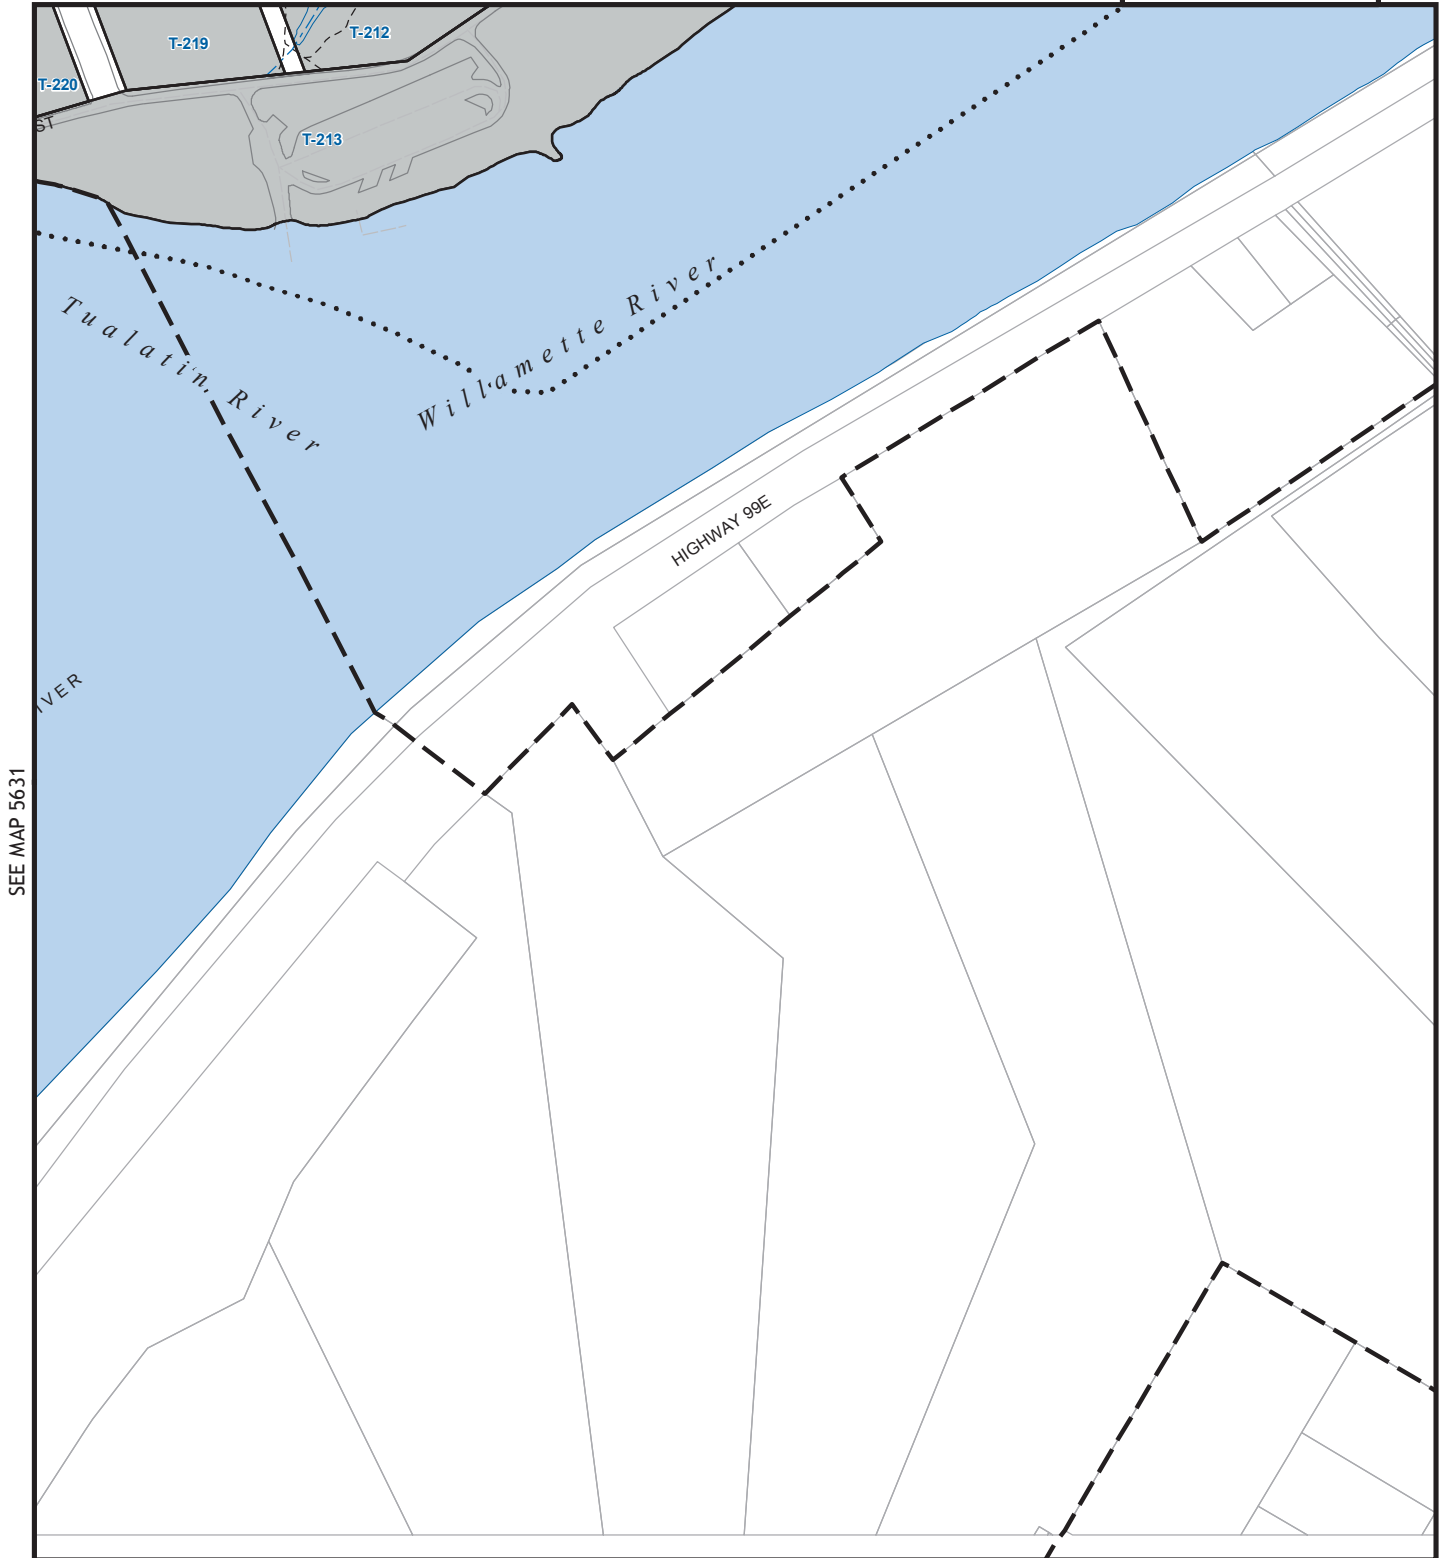 T-219
T-212
T-220
ST
T-213
Tualatin River
Willamette River
HIGHWAY 99E
IVER
SEE MAP 5631